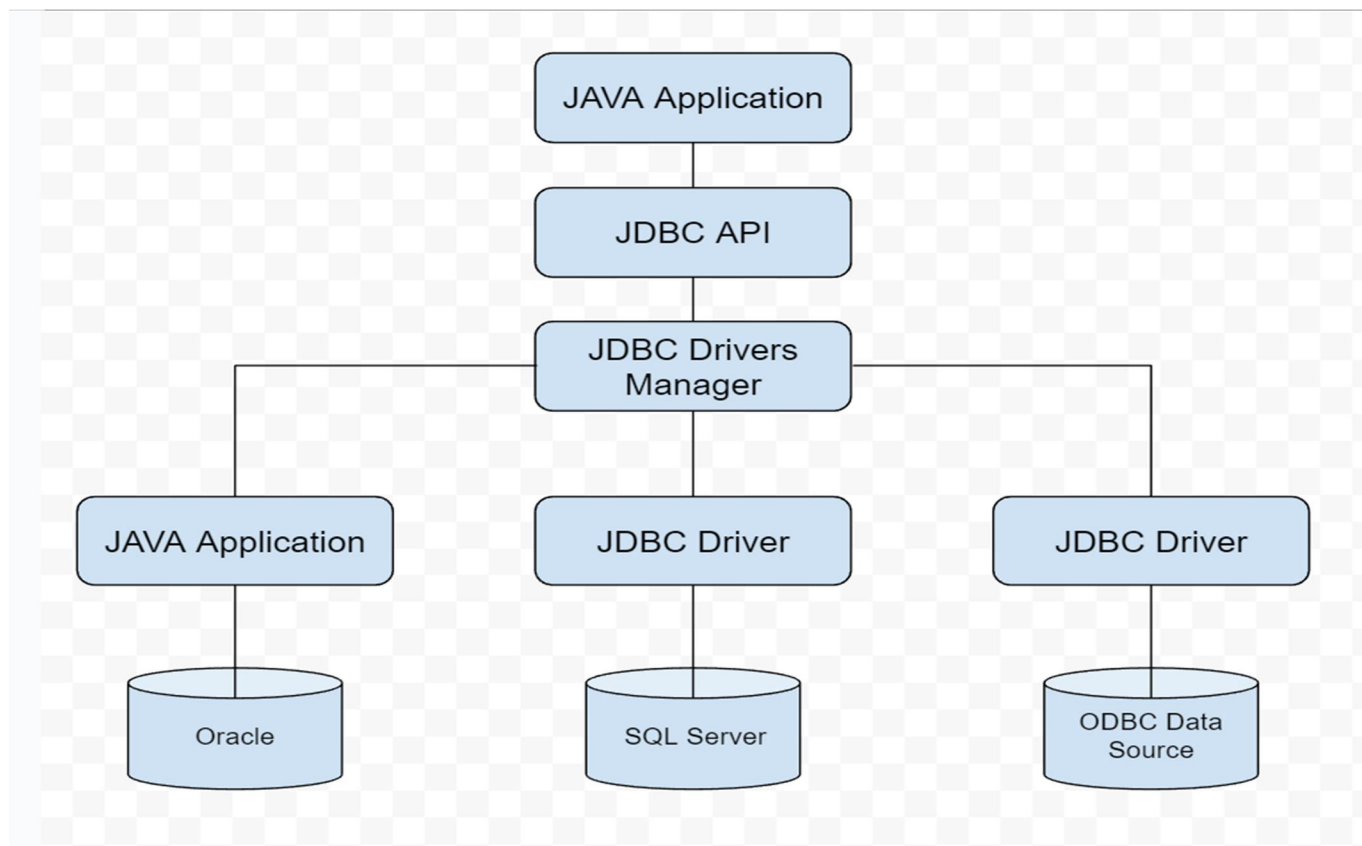 JAVA Application
JDBC API
JDBC Drivers
Manager
JAVA Application
JDBC Driver
JDBC Driver
Oracle
SQL Server
ODBC Data
Source